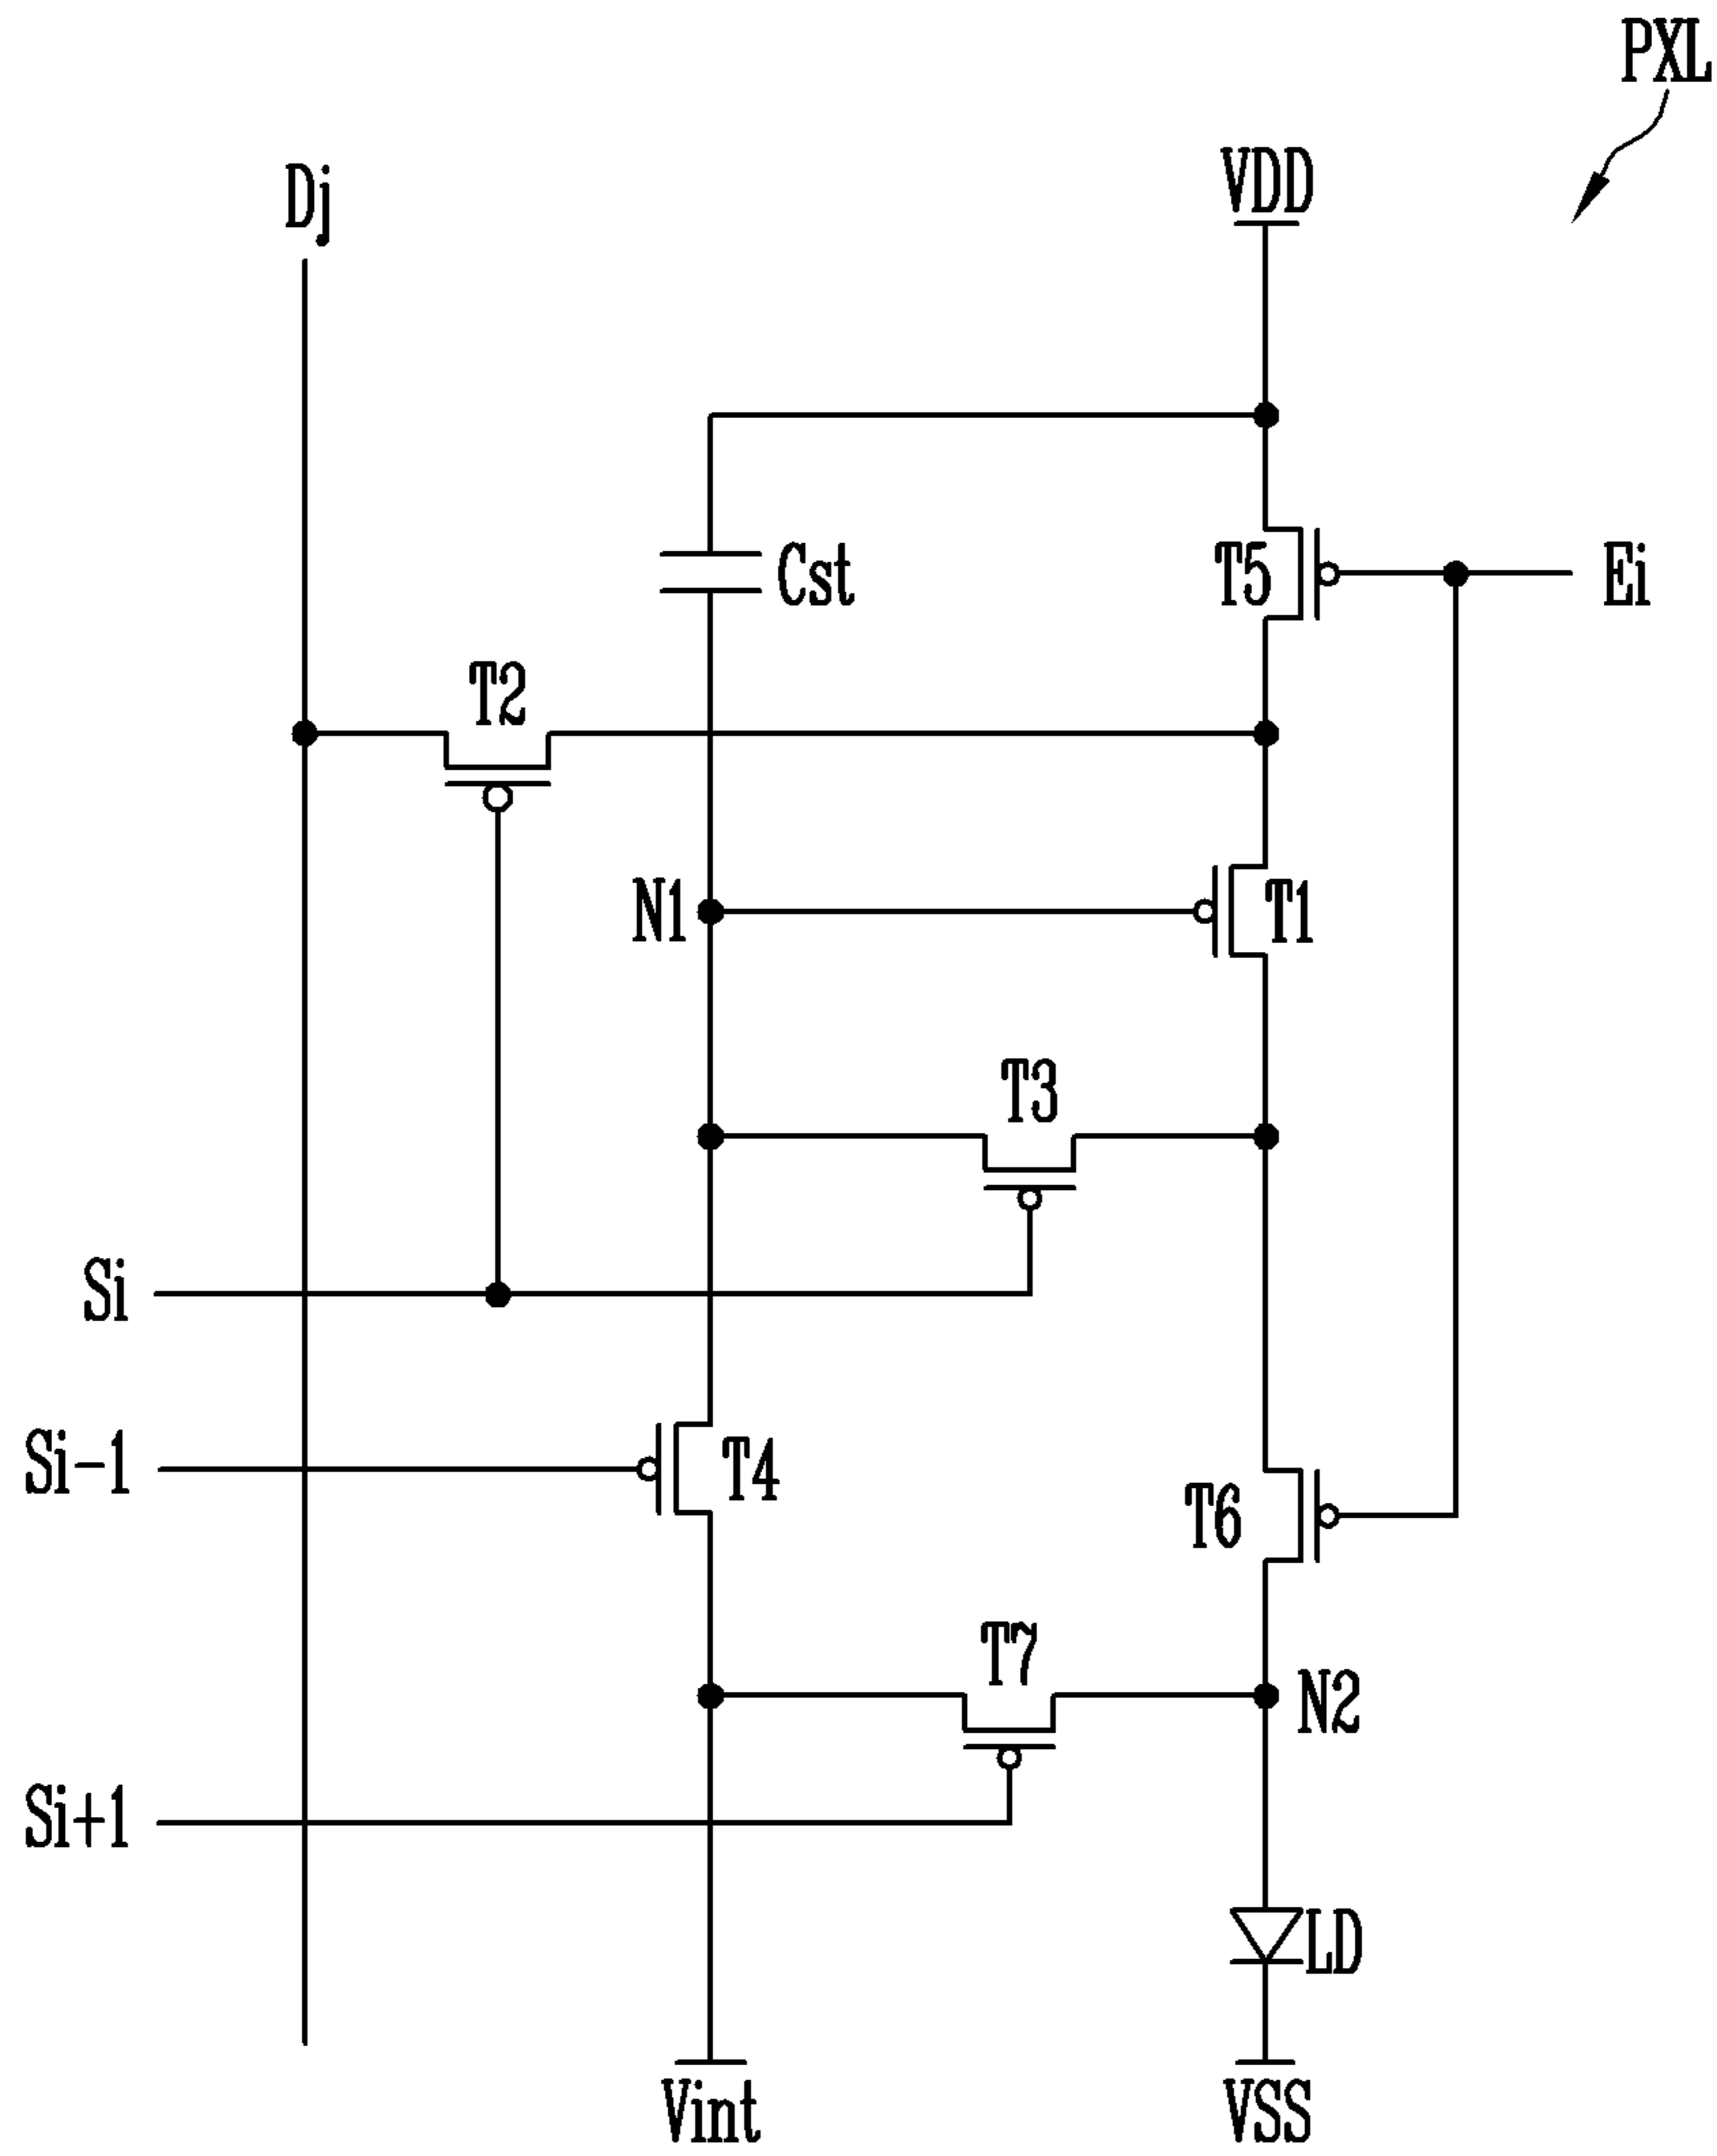 PXL
VDD
Dj
Cst
T5
Ei
T2
N1
T1
T3
Si
Si-1
T4
T6
T7
N2
Si+1
LD
Vint
VSS